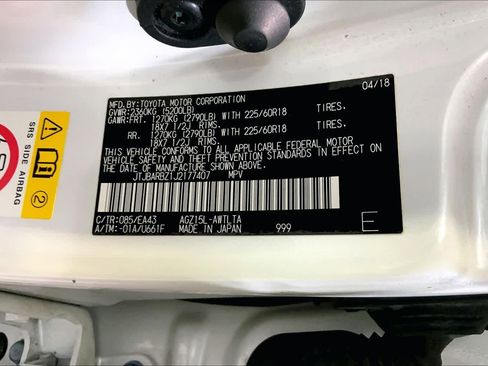 MFD.BY:TOYOTA MOTOR CORPORATION 04/18
GVWR:2360KG (5200LB)
GAWR:FRT. 1270KG (2790LB) WITH 225/60R18 TIRES.
18X7 1/2J RIMS.
RR. 1270KG (2790LB) WITH 225/60R18 TIRES.
18X7 1/2J RIMS.
THIS VEHICLE CONFORMS TO ALL APPLICABLE FEDERAL MOTOR
VEHICLE SAFETY AND THEFT PREVENTION STANDARDS IN EFFECT ON
THE DATE OF MANUFACTURE SHOWN ABOVE.
JTJBARBZ1J2177407 MPV
C/TR:085/EA43 AGZ15L-AWTLTA
A/TM:-01A/U661F MADE IN JAPAN 999 E
SRS SIDE AIRBAG
2